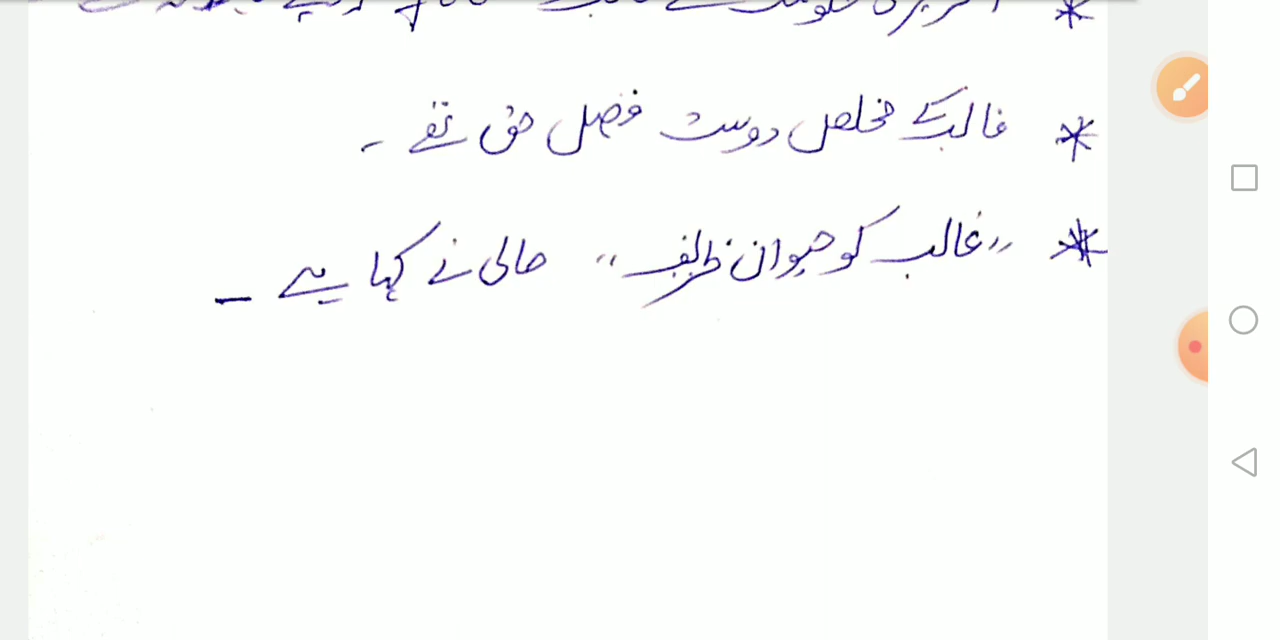 * غالب کے مخلص دوست فضل حق تھے ۔
* "غالب کو حیوان ظریف" حالی نے کہا ہے ۔